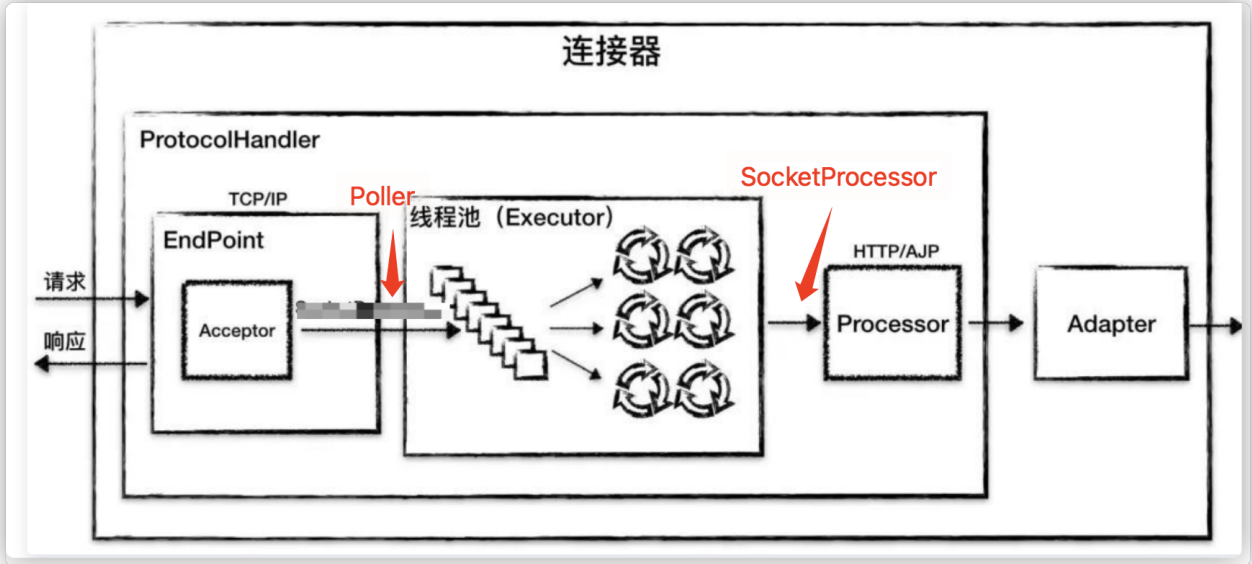 连接器
ProtocolHandler
SocketProcessor
TCP/IP
Poller
线程池（Executor）
EndPoint
HTTP/AJP
请求
Acceptor
Processor
Adapter
响应